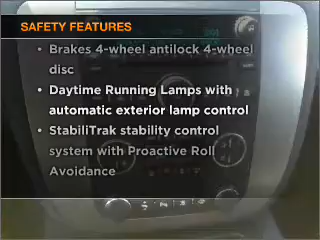 SAFETY FEATURES
• Brakes 4-wheel antilock 4-wheel
disc
• Daytime Running Lamps with
automatic exterior lamp control
• StabiliTrak stability control
system with Proactive Roll
Avoidance